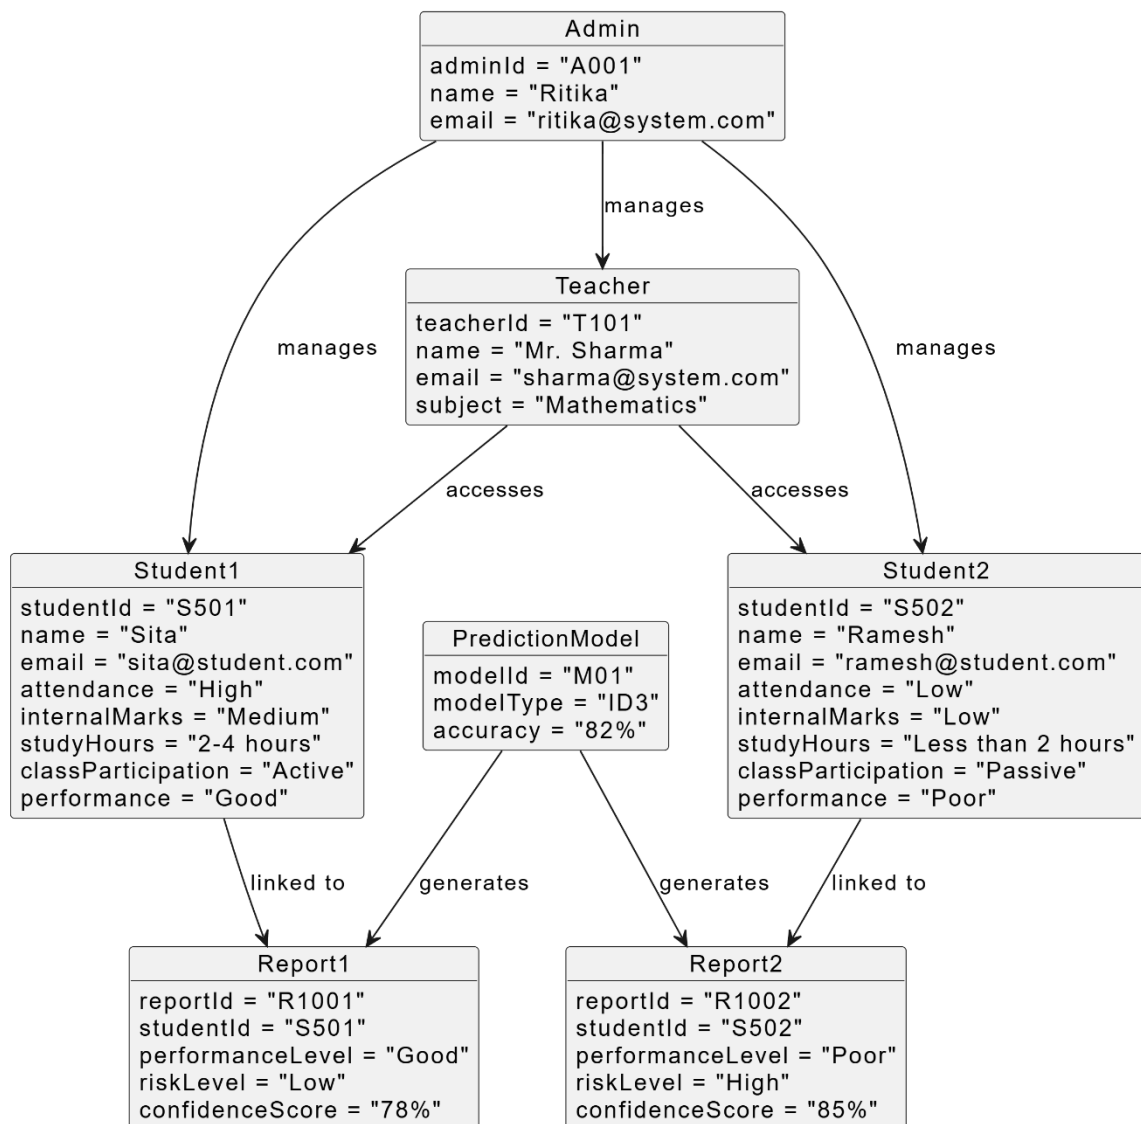 Admin
adminId = "A001"
name = "Ritika"
email = "ritika@system.com"
manages
Teacher
teacherId = "T101"
name = "Mr. Sharma"
email = "sharma@system.com"
subject = "Mathematics"
manages
manages
accesses
accesses
Student1
studentId = "S501"
name = "Sita"
email = "sita@student.com"
attendance = "High"
internalMarks = "Medium"
studyHours = "2-4 hours"
classParticipation = "Active"
performance = "Good"
PredictionModel
modelId = "M01"
modelType = "ID3"
accuracy = "82%"
Student2
studentId = "S502"
name = "Ramesh"
email = "ramesh@student.com"
attendance = "Low"
internalMarks = "Low"
studyHours = "Less than 2 hours"
classParticipation = "Passive"
performance = "Poor"
linked to
generates
generates
linked to
Report1
reportId = "R1001"
studentId = "S501"
performanceLevel = "Good"
riskLevel = "Low"
confidenceScore = "78%"
Report2
reportId = "R1002"
studentId = "S502"
performanceLevel = "Poor"
riskLevel = "High"
confidenceScore = "85%"